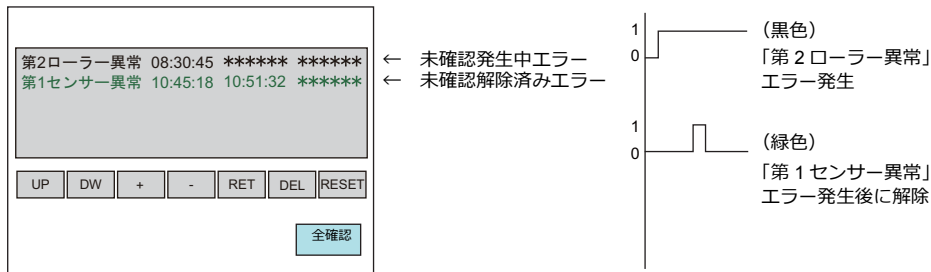 第2ローラー異常 08:30:45 ****** ******
第1センサー異常 10:45:18 10:51:32 ******
← 未確認発生中エラー
← 未確認解除済みエラー
UP DW + - RET DEL RESET
全確認
1
0
（黒色）
「第 2 ローラー異常」
エラー発生
1
0
（緑色）
「第 1 センサー異常」
エラー発生後に解除